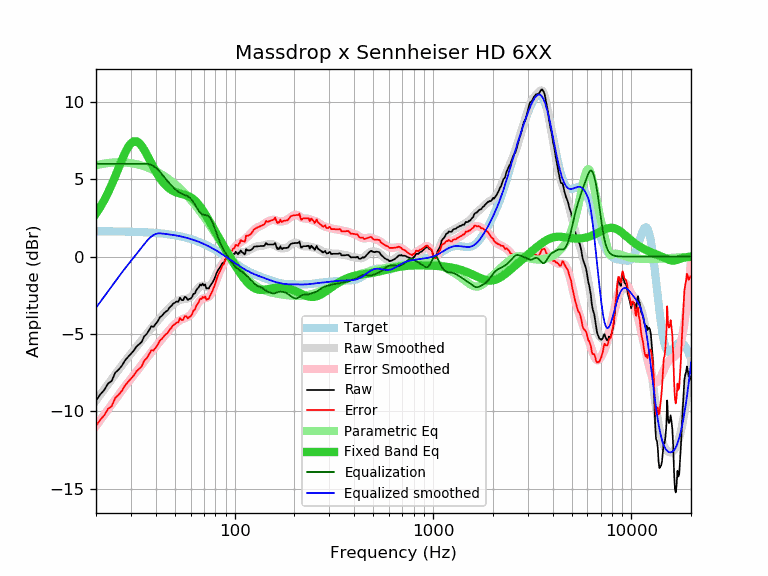 Massdrop x Sennheiser HD 6XX
Amplitude (dBr)
10
5
0
−5
−10
−15
Target
Raw Smoothed
Error Smoothed
Raw
Error
Parametric Eq
Fixed Band Eq
Equalization
Equalized smoothed
100 1000 10000
Frequency (Hz)